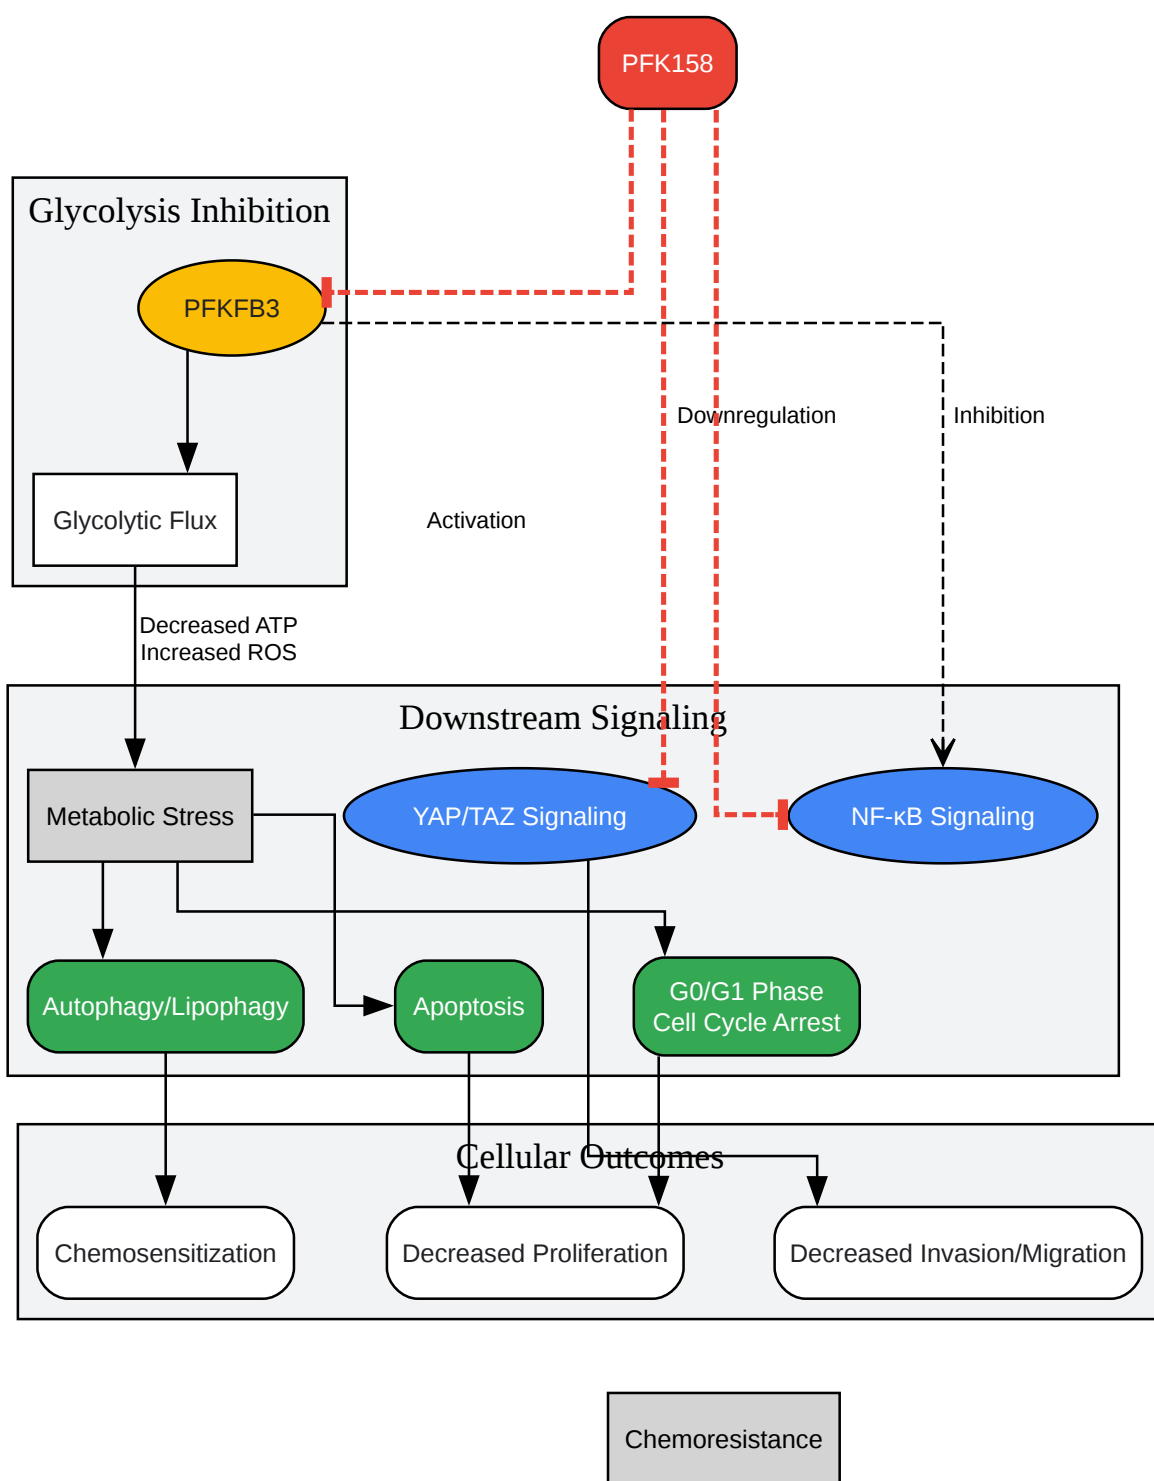 PFK158
Glycolysis Inhibition
PFKFB3
Downregulation
Inhibition
Glycolytic Flux
Activation
Decreased ATP
Increased ROS
Downstream Signaling
Metabolic Stress
YAP/TAZ Signaling
NF-κB Signaling
Autophagy/Lipophagy
Apoptosis
G0/G1 Phase
Cell Cycle Arrest
Cellular Outcomes
Chemosensitization
Decreased Proliferation
Decreased Invasion/Migration
Chemoresistance